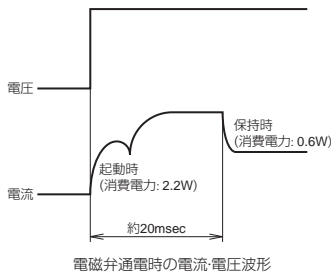 電圧
保持時
(消費電力: 0.6W)
起動時
(消費電力: 2.2W)
電流
約20msec
電磁弁通電時の電流･電圧波形